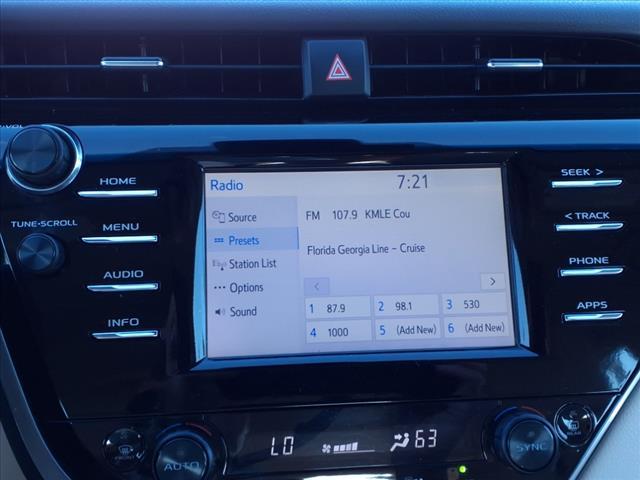 HOME
TUNE•SCROLL
MENU
AUDIO
INFO
Radio 7:21
Source
Presets
Station List
Options
Sound
FM 107.9 KMLE Cou
Florida Georgia Line - Cruise
< >
1 87.9 2 98.1 3 530
4 1000 5 (Add New) 6 (Add New)
SEEK >
< TRACK
PHONE
APPS
FRONT
AUTO
LO
63
SYNC
REAR